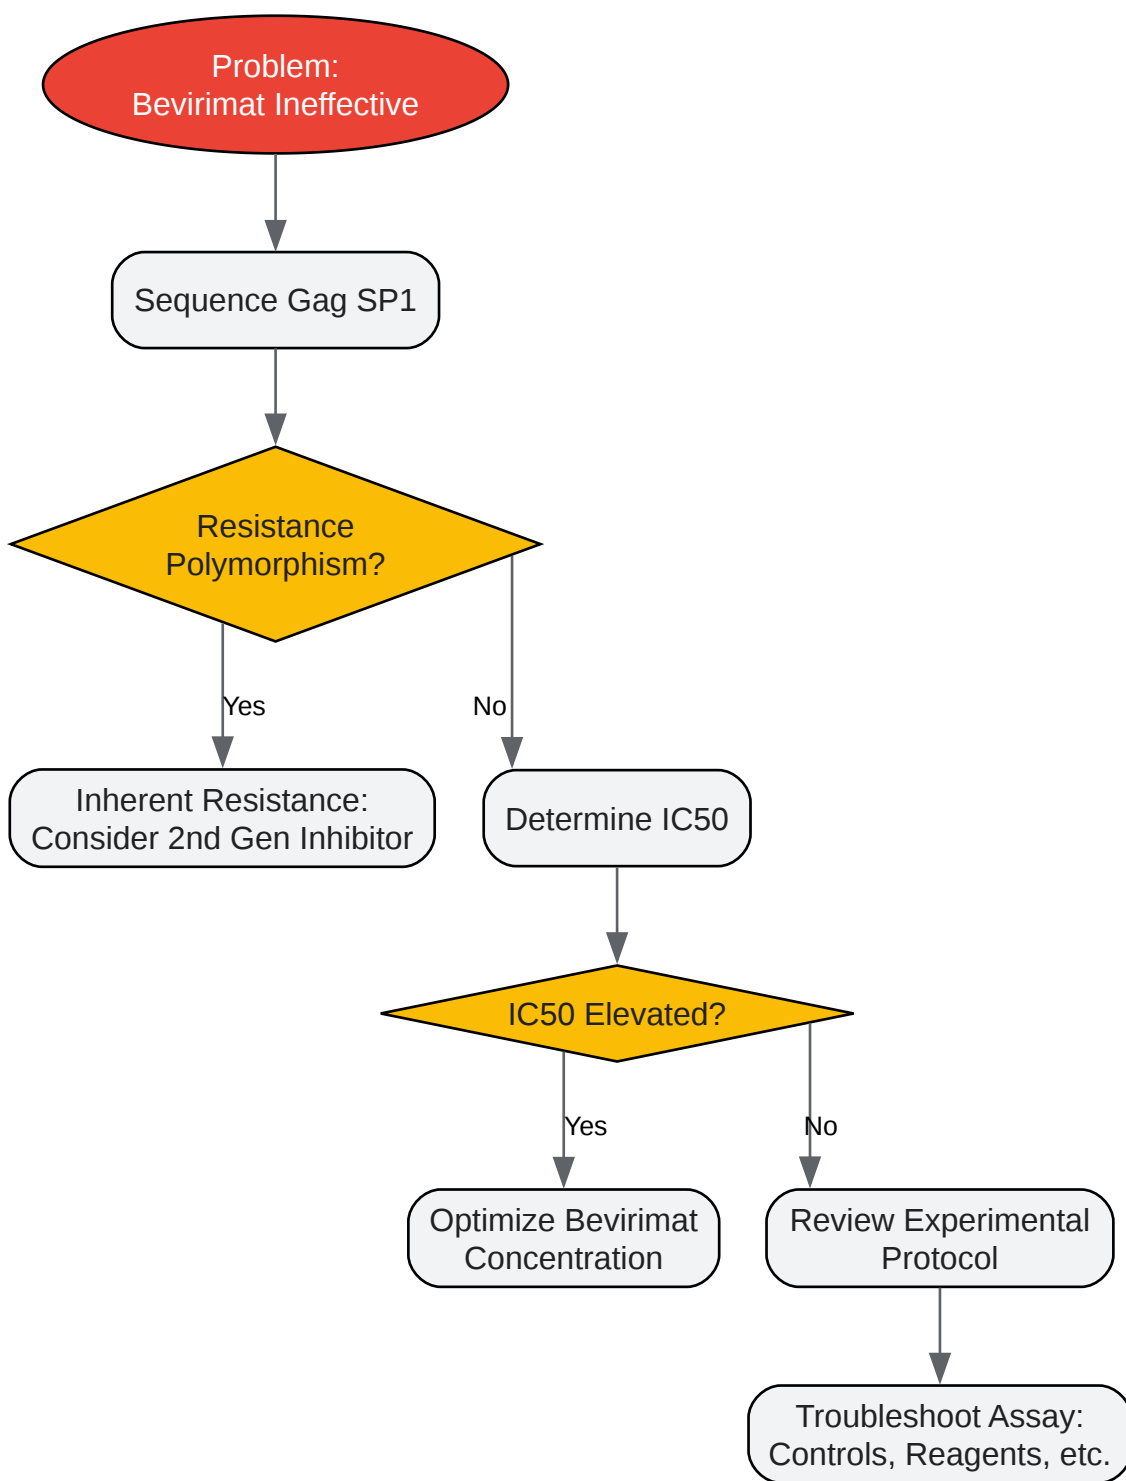 Problem:
Bevirimat Ineffective
Sequence Gag SP1
Resistance
Polymorphism?
Yes
No
Inherent Resistance:
Consider 2nd Gen Inhibitor
Determine IC50
IC50 Elevated?
Yes
No
Optimize Bevirimat
Concentration
Review Experimental
Protocol
Troubleshoot Assay:
Controls, Reagents, etc.